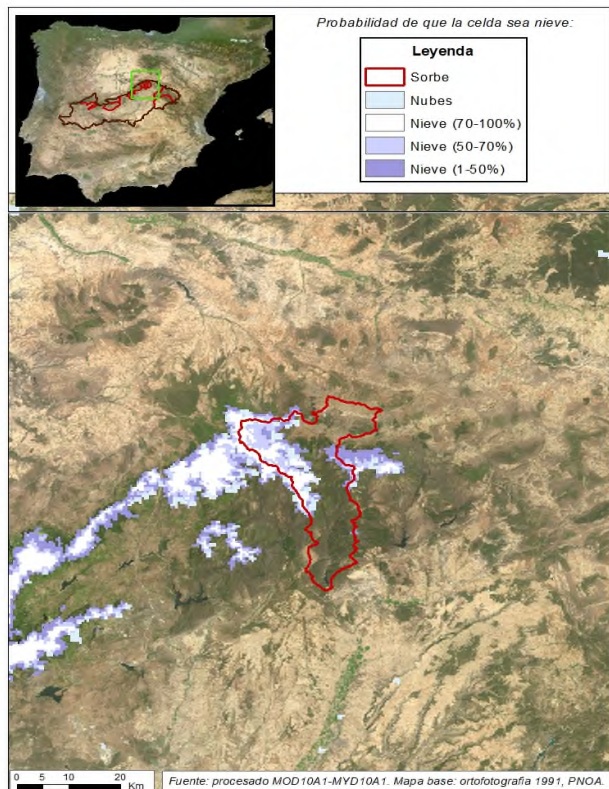 Probabilidad de que la celda sea nieve:
Leyenda
Sorbe
Nubes
Nieve (70-100%)
Nieve (50-70%)
Nieve (1-50%)
0 5 10 20
Km
Fuente: procesado MOD10A1-MYD10A1. Mapa base: ortofotografia 1991, PNOA.